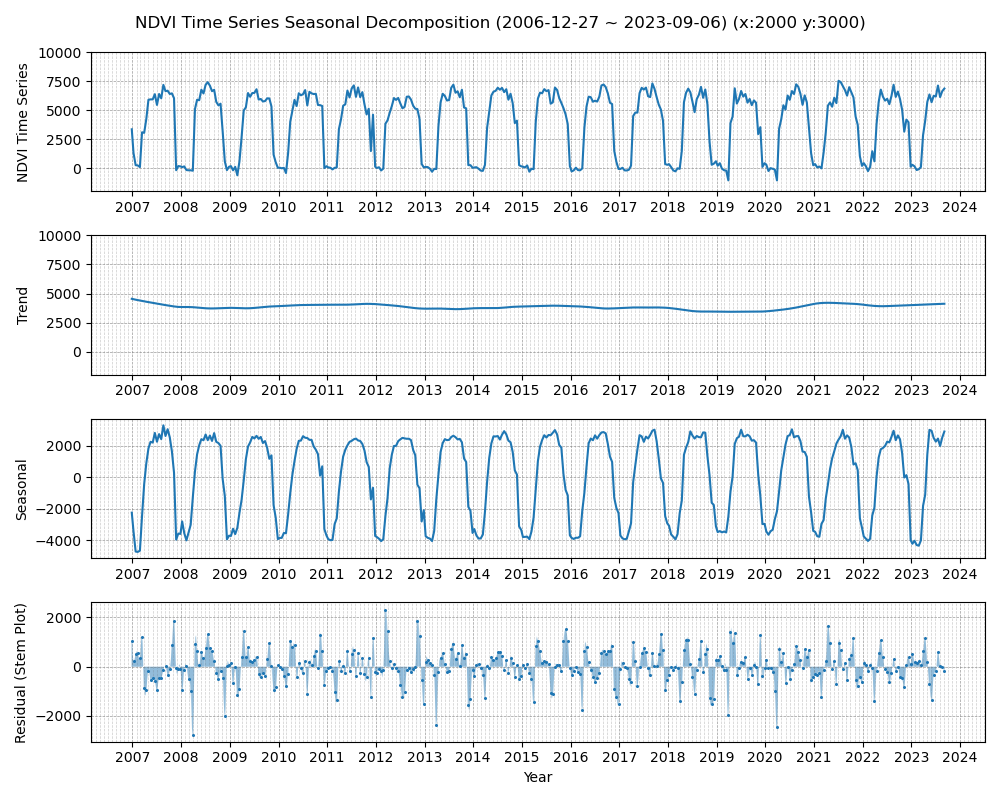 NDVI Time Series Seasonal Decomposition (2006-12-27 ~ 2023-09-06) (x:2000 y:3000)
NDVI Time Series
10000
7500
5000
2500
0
2007 2008 2009 2010 2011 2012 2013 2014 2015 2016 2017 2018 2019 2020 2021 2022 2023 2024
Trend
10000
7500
5000
2500
0
2007 2008 2009 2010 2011 2012 2013 2014 2015 2016 2017 2018 2019 2020 2021 2022 2023 2024
Seasonal
2000
0
−2000
−4000
2007 2008 2009 2010 2011 2012 2013 2014 2015 2016 2017 2018 2019 2020 2021 2022 2023 2024
Residual (Stem Plot)
2000
0
−2000
2007 2008 2009 2010 2011 2012 2013 2014 2015 2016 2017 2018 2019 2020 2021 2022 2023 2024
Year